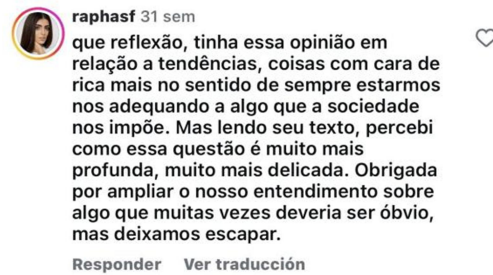 raphasf 31 sem
que reflexão, tinha essa opinião em
relação a tendências, coisas com cara de
rica mais no sentido de sempre estarmos
nos adequando a algo que a sociedade
nos impõe. Mas lendo seu texto, percebi
como essa questão é muito mais
profunda, muito mais delicada. Obrigada
por ampliar o nosso entendimento sobre
algo que muitas vezes deveria ser óbvio,
mas deixamos escapar.
Responder Ver traducción